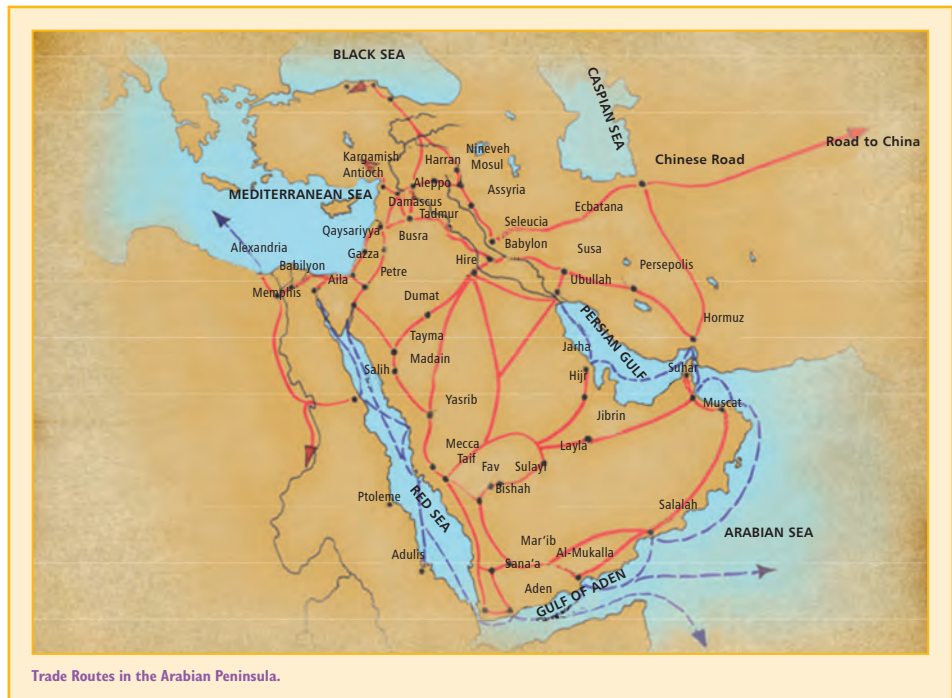 BLACK SEA
CASPIAN SEA
Road to China
Chinese Road
Nineveh
Mosul
Harran
Kargamish
Antioch
Aleppo
Assyria
MEDITERRANEAN SEA
Damascus
Tadmur
Ecbatana
Seleucia
Qaysariyya
Busra
Babylon
Susa
Alexandria
Gazza
Hire
Babilyon
Aila
Petre
Ubullah
Persepolis
Memphis
Dumat
PERSIAN GULF
Hormuz
Tayma
Jarha
Madain
Salih
Hijr
Suhar
Yasrib
Jibrin
Muscat
Mecca
Taif
Layla
Fav
Sulayl
Bishah
Ptoleme
RED SEA
Salalah
ARABIAN SEA
Mar'ib
Al-Mukalla
Adulis
Sana'a
Aden
GULF OF ADEN
Trade Routes in the Arabian Peninsula.